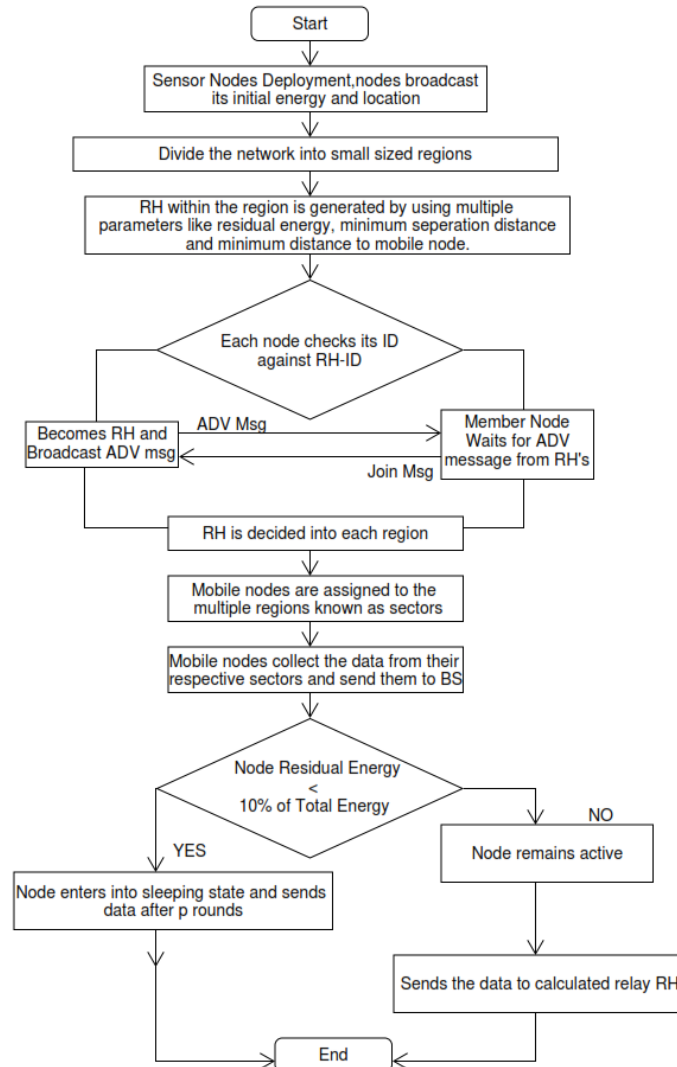 Start
Sensor Nodes Deployment,nodes broadcast
its initial energy and location
Divide the network into small sized regions
RH within the region is generated by using multiple
parameters like residual energy, minimum seperation distance
and minimum distance to mobile node.
Each node checks its ID
against RH-ID
Becomes RH and
Broadcast ADV msg
ADV Msg
Join Msg
Member Node
Waits for ADV
message from RH's
RH is decided into each region
Mobile nodes are assigned to the
multiple regions known as sectors
Mobile nodes collect the data from their
respective sectors and send them to BS
Node Residual Energy
<
10% of Total Energy
YES
NO
Node enters into sleeping state and sends
data after p rounds
Node remains active
Sends the data to calculated relay RH
End